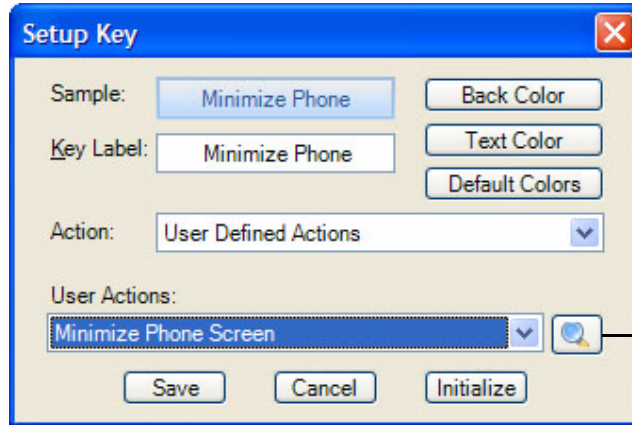 Setup Key
Sample: Minimize Phone Back Color
Key Label: Minimize Phone Text Color
Default Colors
Action: User Defined Actions
User Actions:
Minimize Phone Screen
Save Cancel Initialize